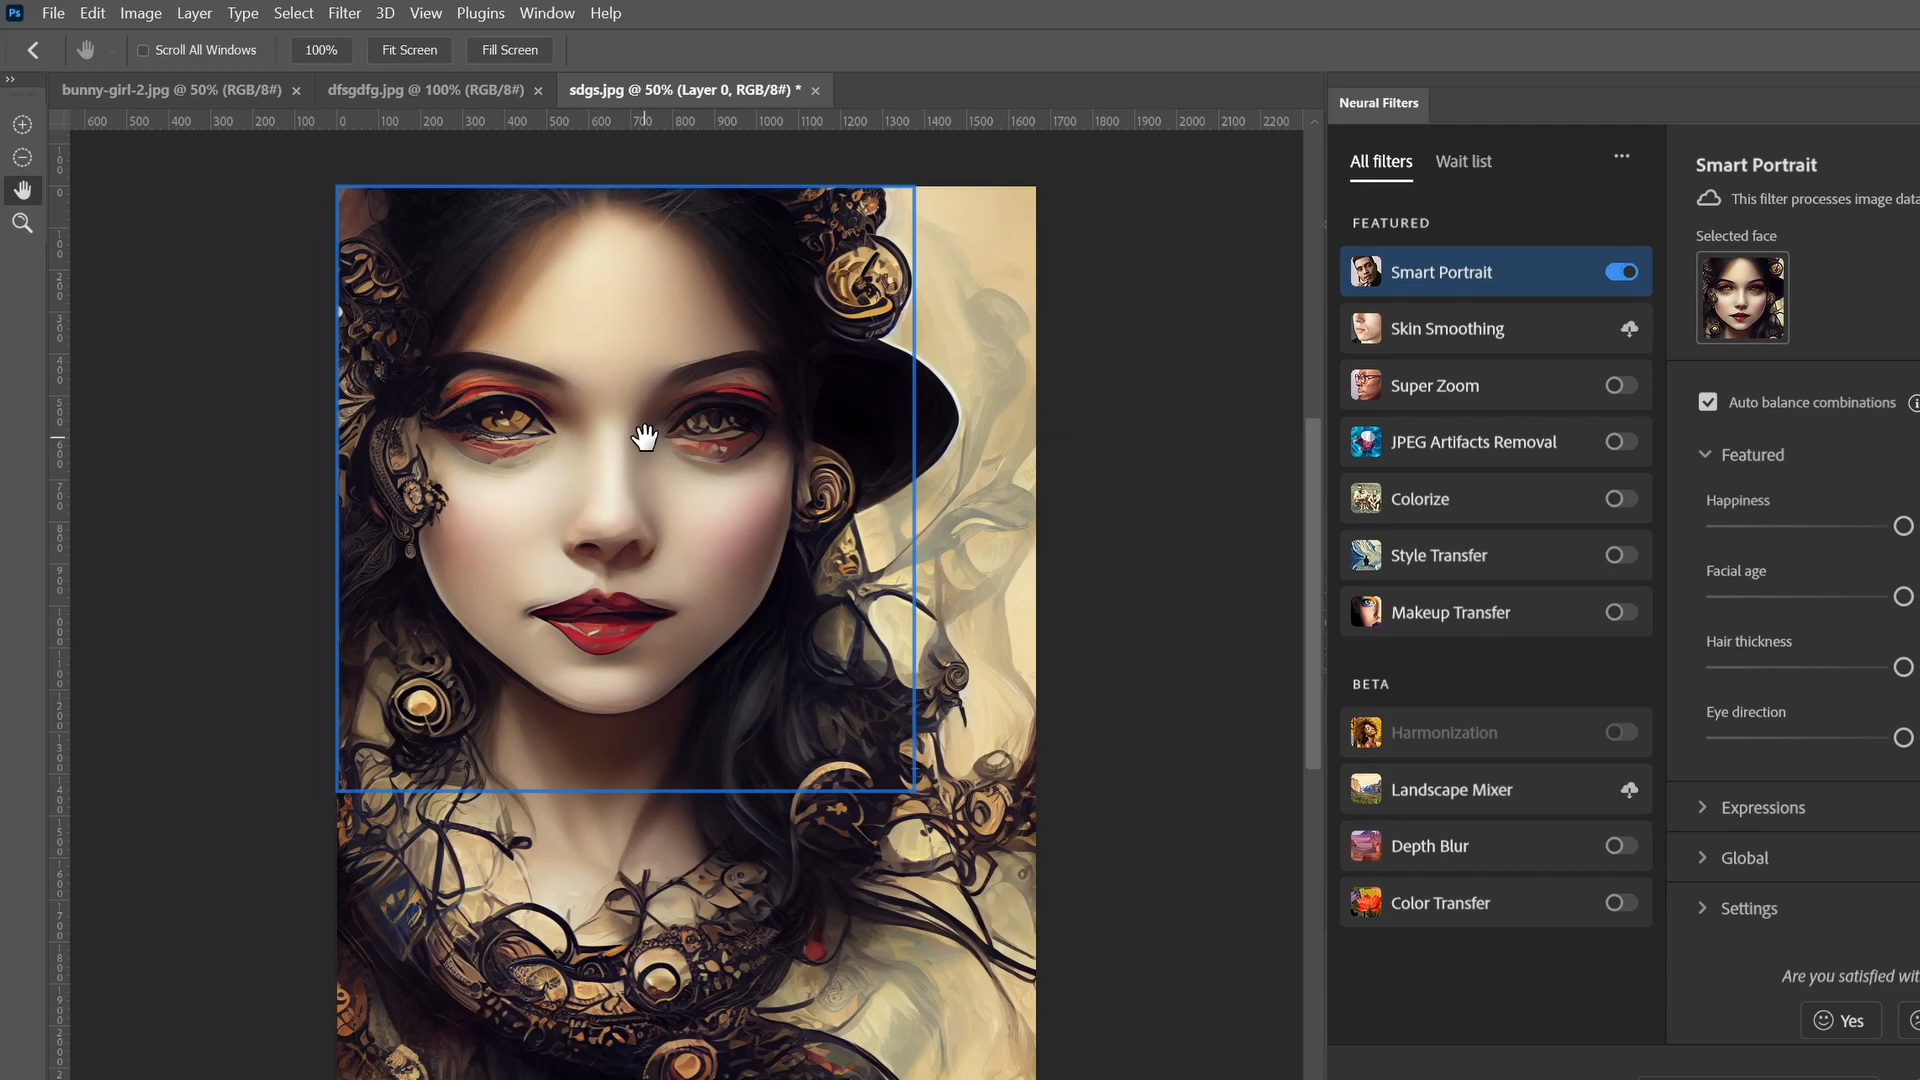 Ps File Edit Image Layer Type Select Filter 3D View Plugins Window Help
Scroll All Windows 100% Fit Screen Fill Screen
bunny-girl-2.jpg @ 50% (RGB/8#) × dfsgdfg.jpg @ 100% (RGB/8#) × sdgs.jpg @ 50% (Layer 0, RGB/8#) * ×
600 500 400 300 200 100 0 100 200 300 400 500 600 700 800 900 1000 1100 1200 1300 1400 1500 1600 1700 1800 1900 2000 2100 2200
Neural Filters
All filters Wait list
FEATURED
Smart Portrait
Skin Smoothing
Super Zoom
JPEG Artifacts Removal
Colorize
Style Transfer
Makeup Transfer
BETA
Harmonization
Landscape Mixer
Depth Blur
Color Transfer
Smart Portrait
This filter processes image data
Selected face
Auto balance combinations
Featured
Happiness
Facial age
Hair thickness
Eye direction
Expressions
Global
Settings
Are you satisfied wit
Yes